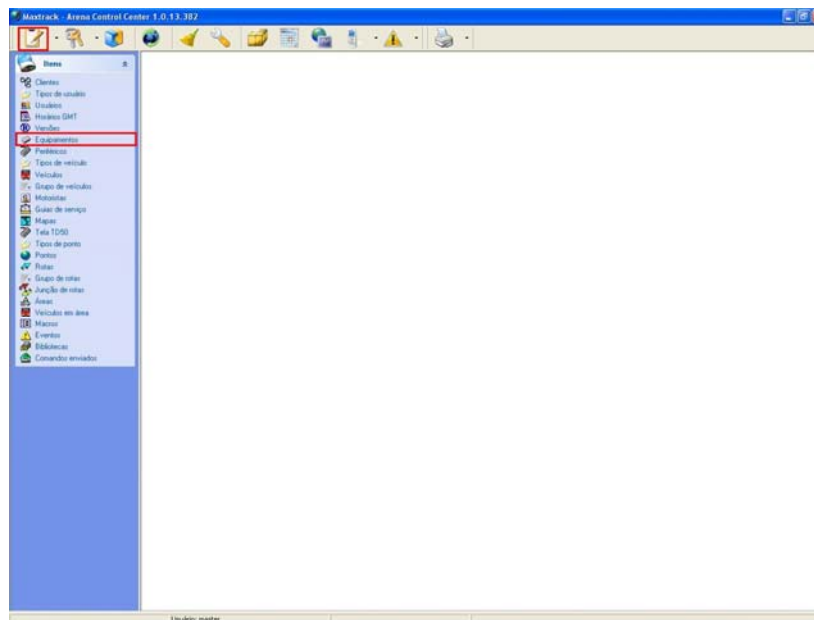 Maxtrack - Arena Control Center 1.0.13.382
Itens
Clientes
Tipos de usuário
Usuários
Horários GMT
Versões
Equipamentos
Periféricos
Tipos de veículo
Veículos
Grupo de veículos
Motoristas
Guias de serviço
Mapas
Tela TD50
Tipos de ponto
Pontos
Rotas
Grupo de rotas
Junção de rotas
Áreas
Veículos em área
Macros
Eventos
Bibliotecas
Comandos enviados
Usuário: master